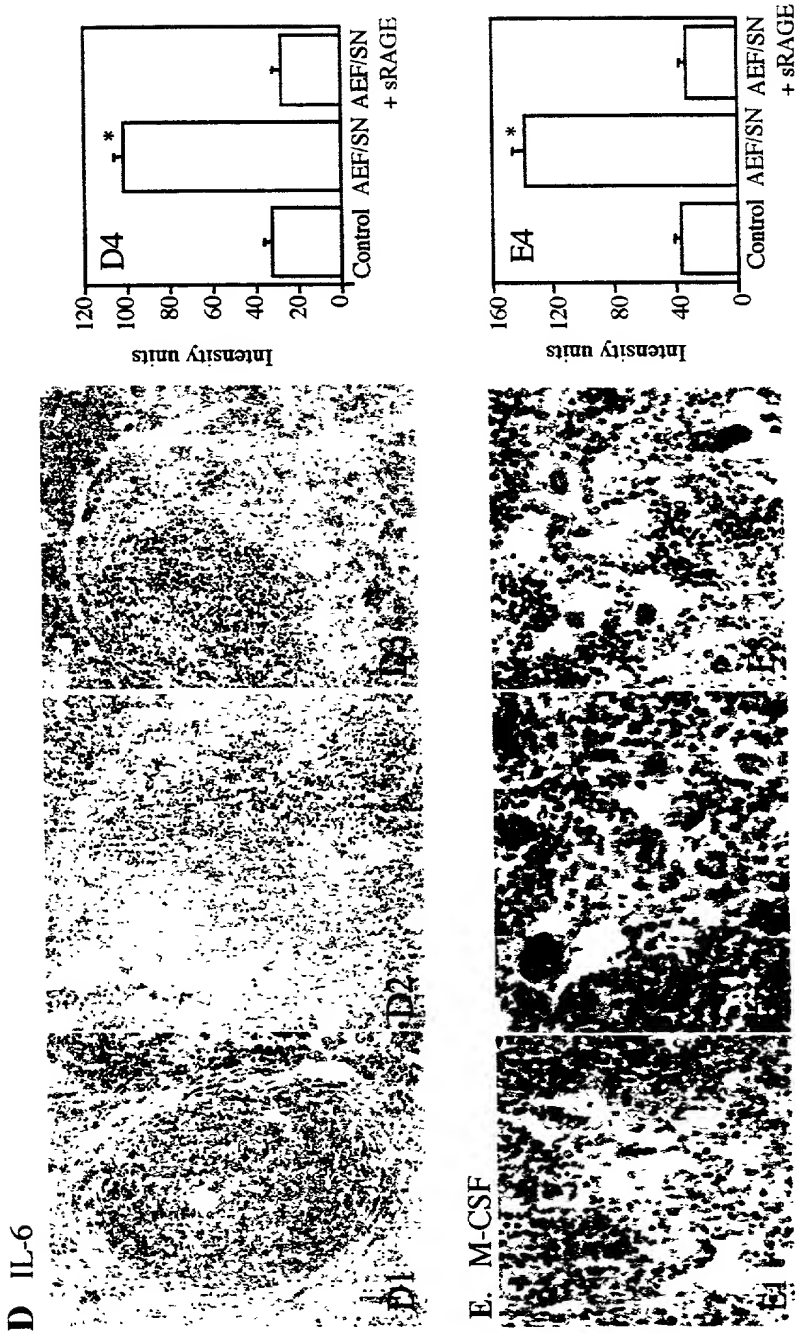 D IL-6
D1
D2
D3
D4
Intensity units
120
100
80
60
40
20
0
*
Control AEF/SN AEF/SN
+ sRAGE
E. M-CSF
E1
E4
Intensity units
160
120
80
40
0
*
Control AEF/SN AEF/SN
+ sRAGE